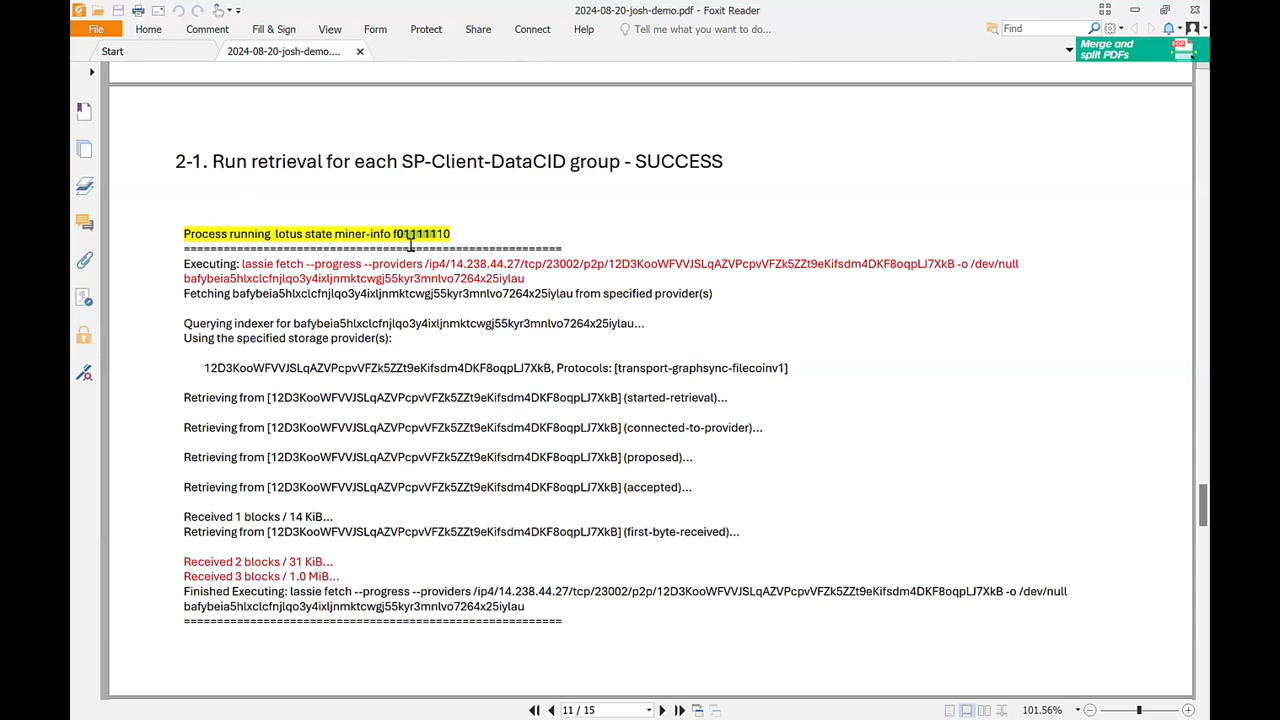 2024-08-20-josh-demo.pdf - Foxit Reader
File Home Comment Fill & Sign View Form Protect Share Connect Help Tell me what you want to do... Find
Start 2024-08-20-josh-demo....
Merge and
split PDFs
2-1. Run retrieval for each SP-Client-DataCID group - SUCCESS
Process running lotus state miner-info f01111110
=========================================================
Executing: lassie fetch --progress --providers /ip4/14.238.44.27/tcp/23002/p2p/12D3KooWFVVJSLqAZVPcpvVFZk5ZZt9eKifsdm4DKF8oqpLJ7XkB -o /dev/null
bafybeia5hlxclcfnjlqo3y4ixljnmktcwgj55kyr3mnlvo7264x25iylau
Fetching bafybeia5hlxclcfnjlqo3y4ixljnmktcwgj55kyr3mnlvo7264x25iylau from specified provider(s)
Querying indexer for bafybeia5hlxclcfnjlqo3y4ixljnmktcwgj55kyr3mnlvo7264x25iylau...
Using the specified storage provider(s):
12D3KooWFVVJSLqAZVPcpvVFZk5ZZt9eKifsdm4DKF8oqpLJ7XkB, Protocols: [transport-graphsync-filecoinv1]
Retrieving from [12D3KooWFVVJSLqAZVPcpvVFZk5ZZt9eKifsdm4DKF8oqpLJ7XkB] (started-retrieval)...
Retrieving from [12D3KooWFVVJSLqAZVPcpvVFZk5ZZt9eKifsdm4DKF8oqpLJ7XkB] (connected-to-provider)...
Retrieving from [12D3KooWFVVJSLqAZVPcpvVFZk5ZZt9eKifsdm4DKF8oqpLJ7XkB] (proposed)...
Retrieving from [12D3KooWFVVJSLqAZVPcpvVFZk5ZZt9eKifsdm4DKF8oqpLJ7XkB] (accepted)...
Received 1 blocks / 14 KiB...
Retrieving from [12D3KooWFVVJSLqAZVPcpvVFZk5ZZt9eKifsdm4DKF8oqpLJ7XkB] (first-byte-received)...
Received 2 blocks / 31 KiB...
Received 3 blocks / 1.0 MiB...
Finished Executing: lassie fetch --progress --providers /ip4/14.238.44.27/tcp/23002/p2p/12D3KooWFVVJSLqAZVPcpvVFZk5ZZt9eKifsdm4DKF8oqpLJ7XkB -o /dev/null
bafybeia5hlxclcfnjlqo3y4ixljnmktcwgj55kyr3mnlvo7264x25iylau
=========================================================
11 / 15 101.56%